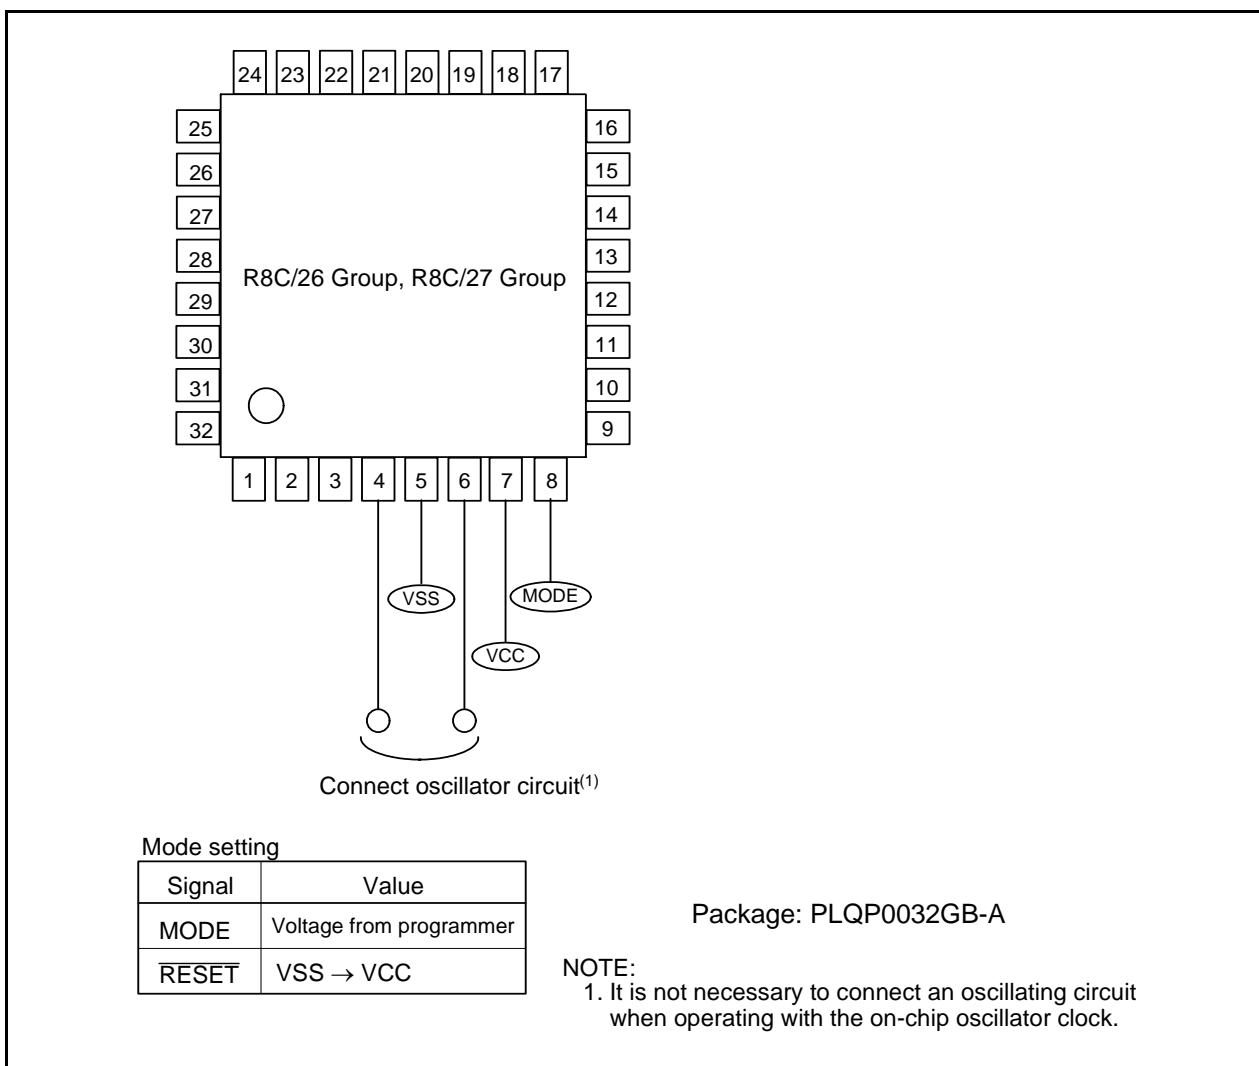 24 23 22 21 20 19 18 17
25
26
27
28
29
30
31
32
16
15
14
13
12
11
10
9
R8C/26 Group, R8C/27 Group
1 2 3 4 5 6 7 8
VSS
MODE
VCC
Connect oscillator circuit(1)
Mode setting
Signal Value
MODE Voltage from programmer
RESET VSS → VCC
Package: PLQP0032GB-A
NOTE:
1. It is not necessary to connect an oscillating circuit
when operating with the on-chip oscillator clock.